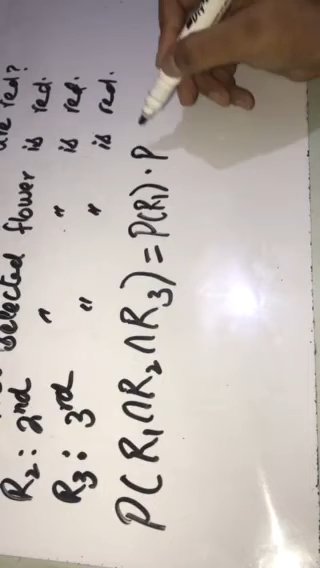 are red?
selected flower is red.
R₂: 2nd " " is red.
R₃: 3rd " " is red.
P(R₁∩R₂∩R₃) = P(R₁) · P